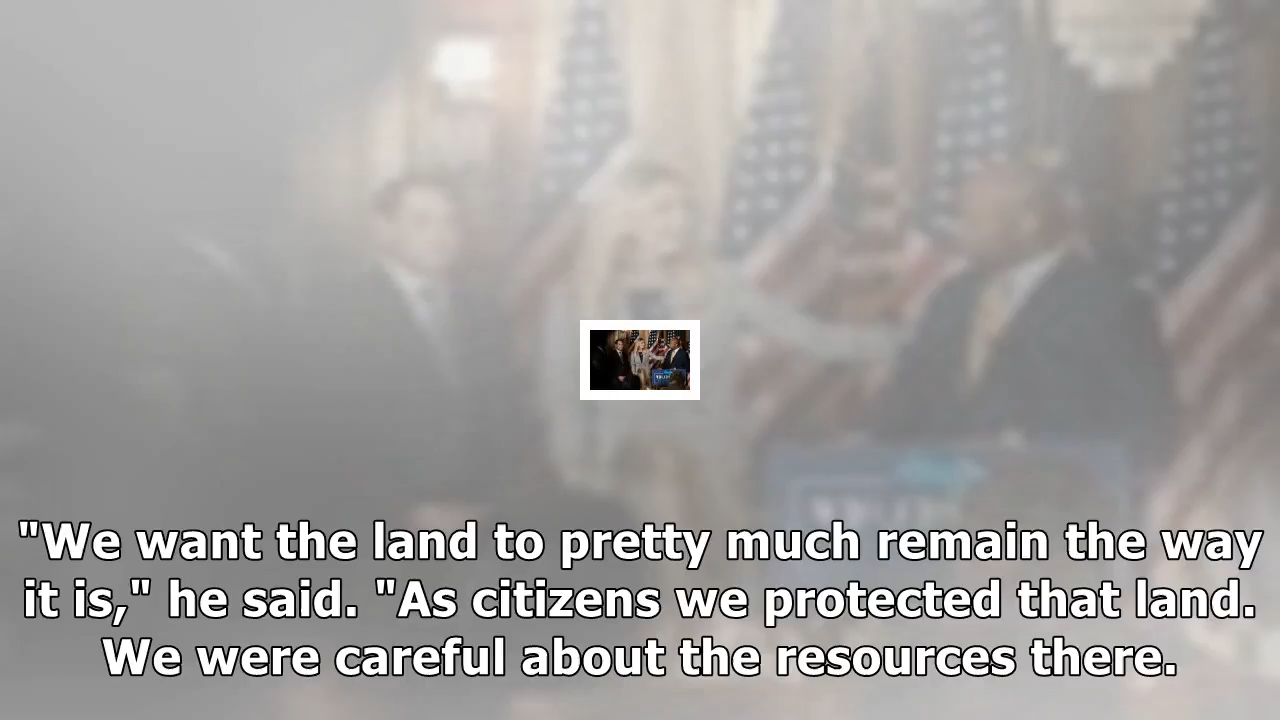 "We want the land to pretty much remain the way
it is," he said. "As citizens we protected that land.
We were careful about the resources there.